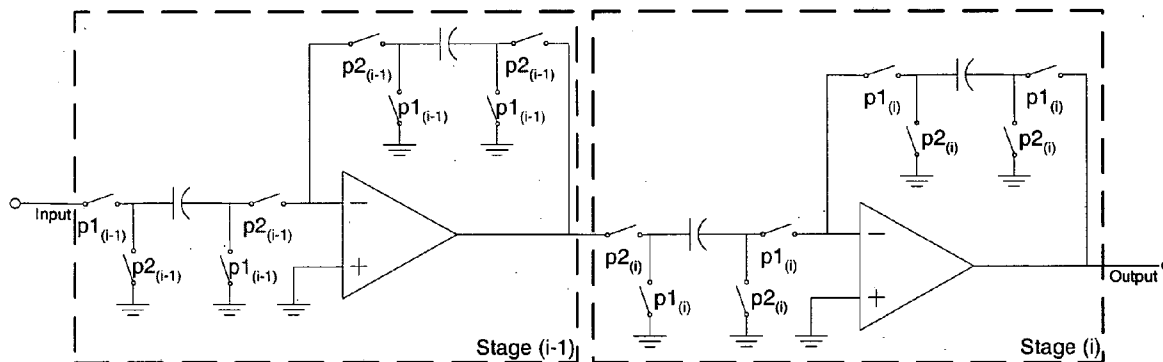 p2(i-1)
p2(i-1)
p1(i-1)
p1(i-1)
Input
p1(i-1)
p2(i-1)
p2(i-1)
p1(i-1)
−
+
Stage (i-1)
p1(i)
p1(i)
p2(i)
p2(i)
p2(i)
p1(i)
p1(i)
p2(i)
−
+
Output
Stage (i)